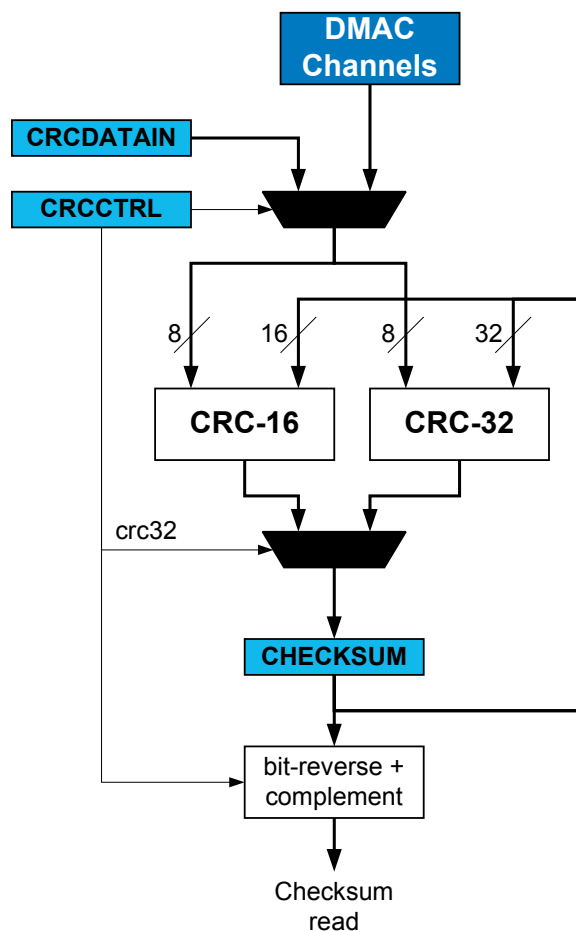 DMAC
Channels
CRCDATAIN
CRCCTRL
8
16
8
32
CRC-16
CRC-32
crc32
CHECKSUM
bit-reverse +
complement
Checksum
read